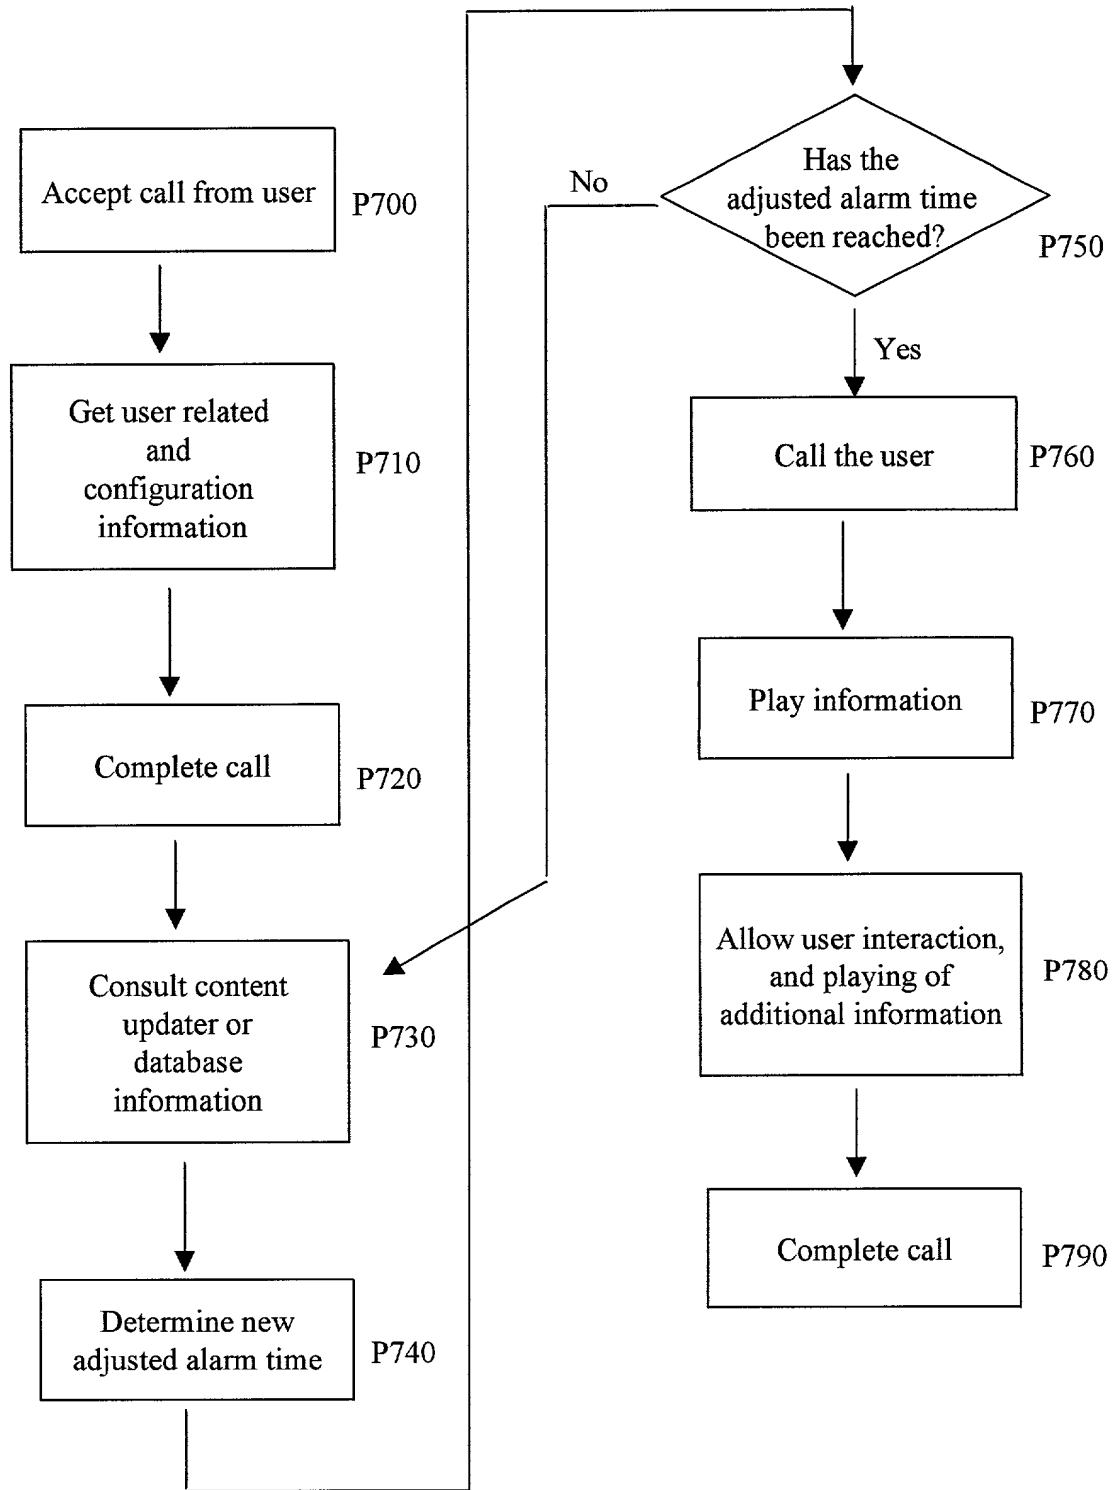 Accept call from user
P700
Get user related
and
configuration
information
P710
Complete call
P720
Consult content
updater or
database
information
P730
Determine new
adjusted alarm time
P740
Has the
adjusted alarm time
been reached?
P750
No
Yes
Call the user
P760
Play information
P770
Allow user interaction,
and playing of
additional information
P780
Complete call
P790